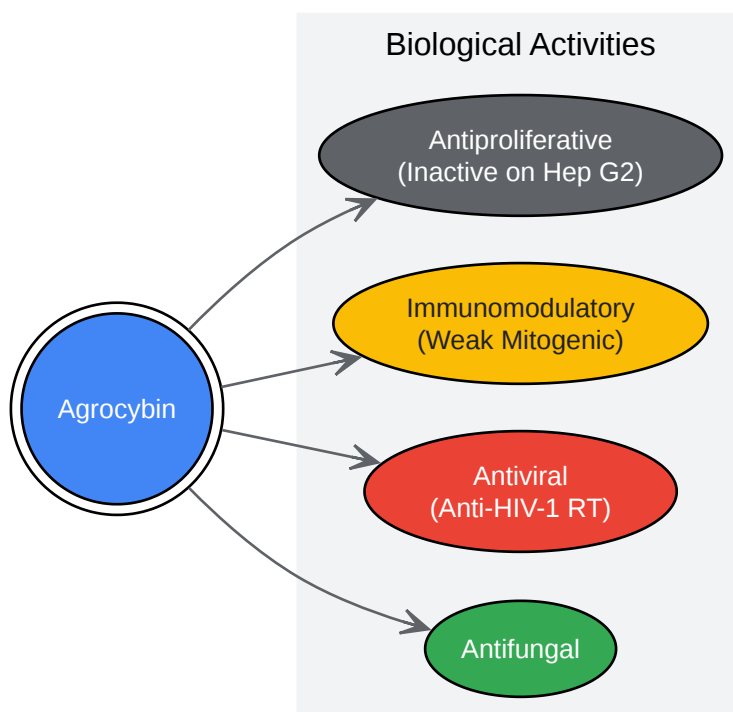 Biological Activities
Antiproliferative
(Inactive on Hep G2)
Immunomodulatory
(Weak Mitogenic)
Agrocybin
Antiviral
(Anti-HIV-1 RT)
Antifungal